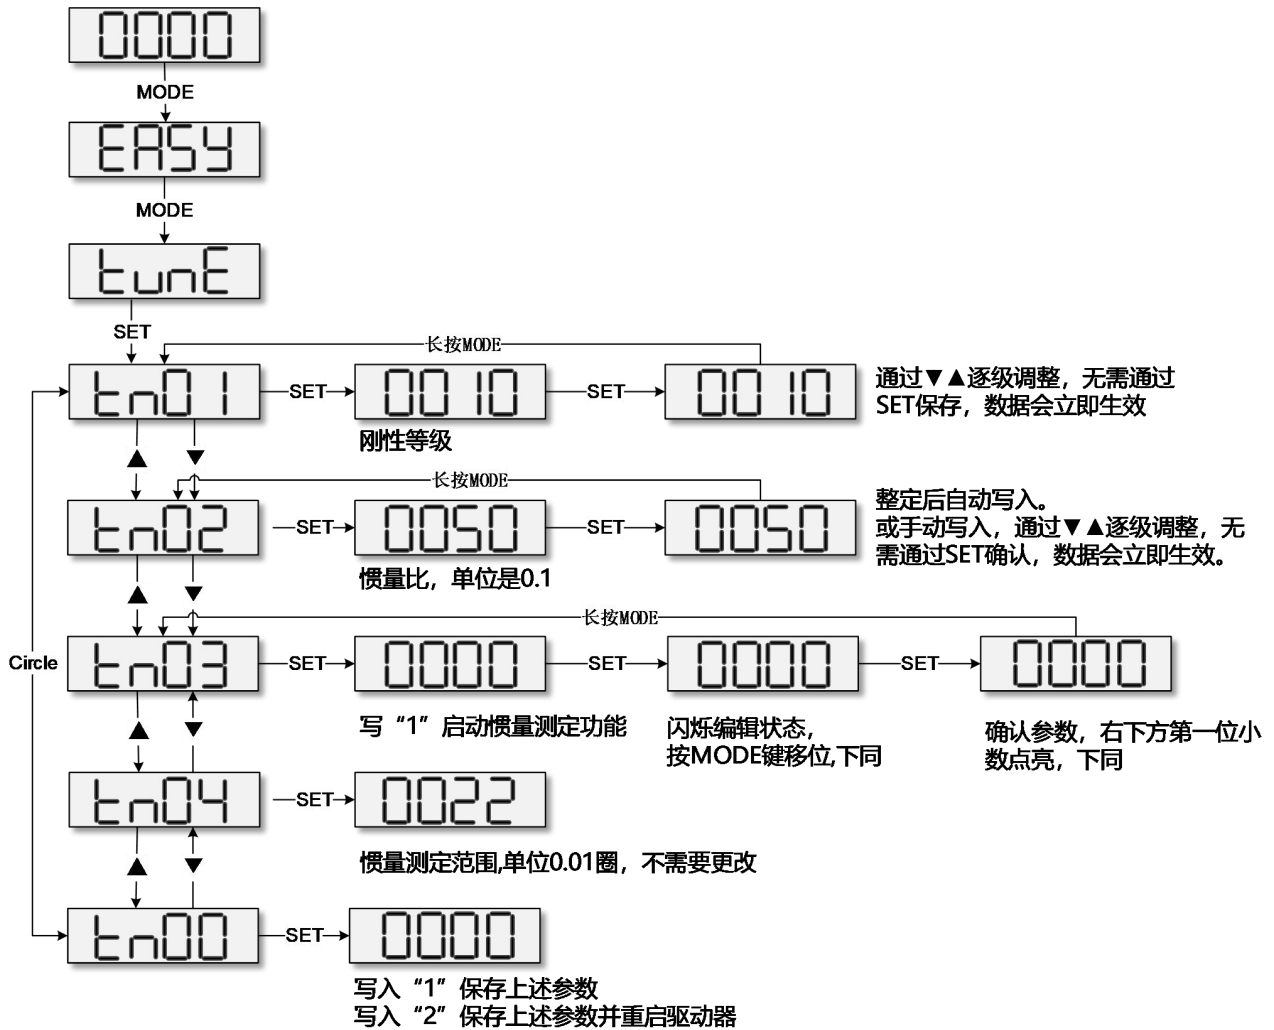 0000
MODE
EASY
MODE
tunE
SET
长按MODE
tn01
SET
0010
SET
0010
通过▼▲逐级调整，无需通过
SET保存，数据会立即生效
刚性等级
▲
▼
长按MODE
tn02
SET
0050
SET
0050
整定后自动写入。
或手动写入，通过▼▲逐级调整，无
需通过SET确认，数据会立即生效。
惯量比，单位是0.1
▲
▼
长按MODE
Circle
tn03
SET
0000
SET
0000
SET
0000
写“1”启动惯量测定功能
闪烁编辑状态，
按MODE键移位,下同
确认参数，右下方第一位小
数点亮，下同
▲
▼
tn04
SET
0022
惯量测定范围,单位0.01圈，不需要更改
▲
▼
tn00
SET
0000
写入“1”保存上述参数
写入“2”保存上述参数并重启驱动器